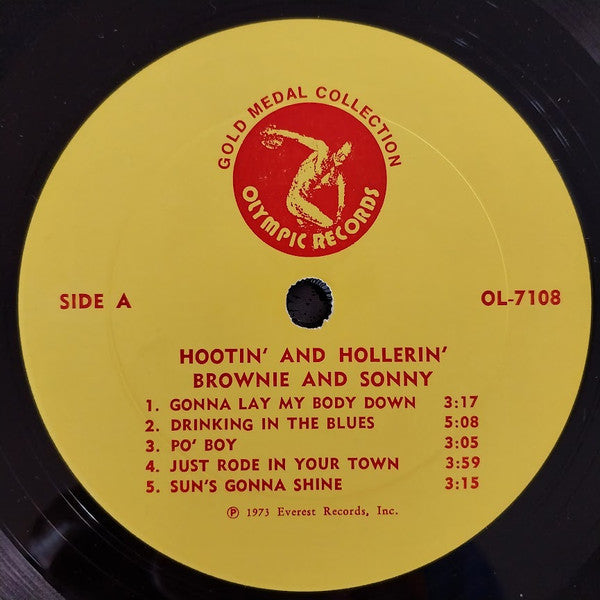 GOLD MEDAL COLLECTION
OLYMPIC RECORDS
SIDE A
OL-7108
HOOTIN' AND HOLLERIN'
BROWNIE AND SONNY
1. GONNA LAY MY BODY DOWN 3:17
2. DRINKING IN THE BLUES 5:08
3. PO' BOY 3:05
4. JUST RODE IN YOUR TOWN 3:59
5. SUN'S GONNA SHINE 3:15
℗ 1973 Everest Records, Inc.